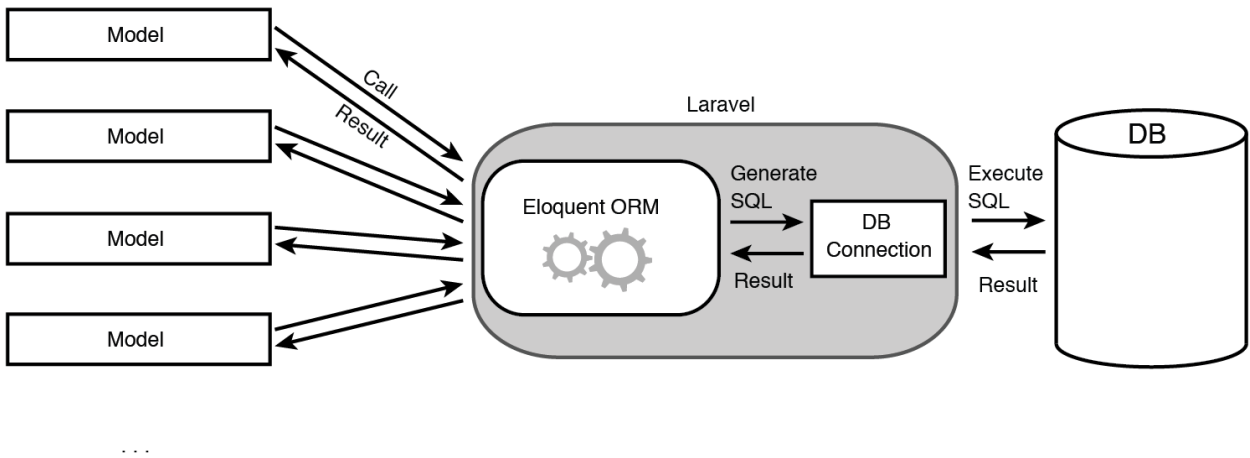 Model
Call
Result
Model
Model
Model
. . .
Laravel
Eloquent ORM
Generate
SQL
Result
DB
Connection
Execute
SQL
Result
DB